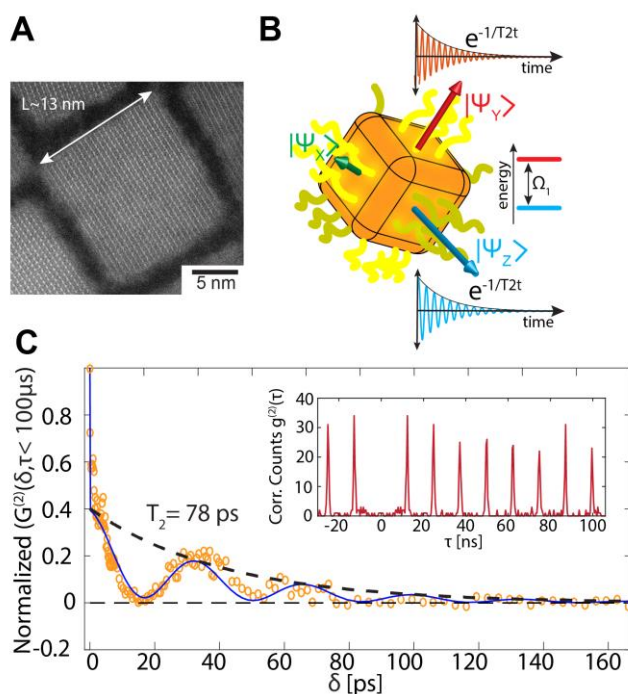 A
L~13 nm
5 nm
B
e-1/T2t
time
|ΨY>
|ΨX>
energy
Ω1
|ΨZ>
e-1/T2t
time
C
Normalized (G(2)(δ,τ< 100μs)
0.8
0.6
0.4
0.2
0
-0.2
T2= 78 ps
0 20 40 60 80 100 120 140 160
δ [ps]
Corr. Counts g(2)(τ)
40
30
20
10
0
-20 0 20 40 60 80 100
τ [ns]